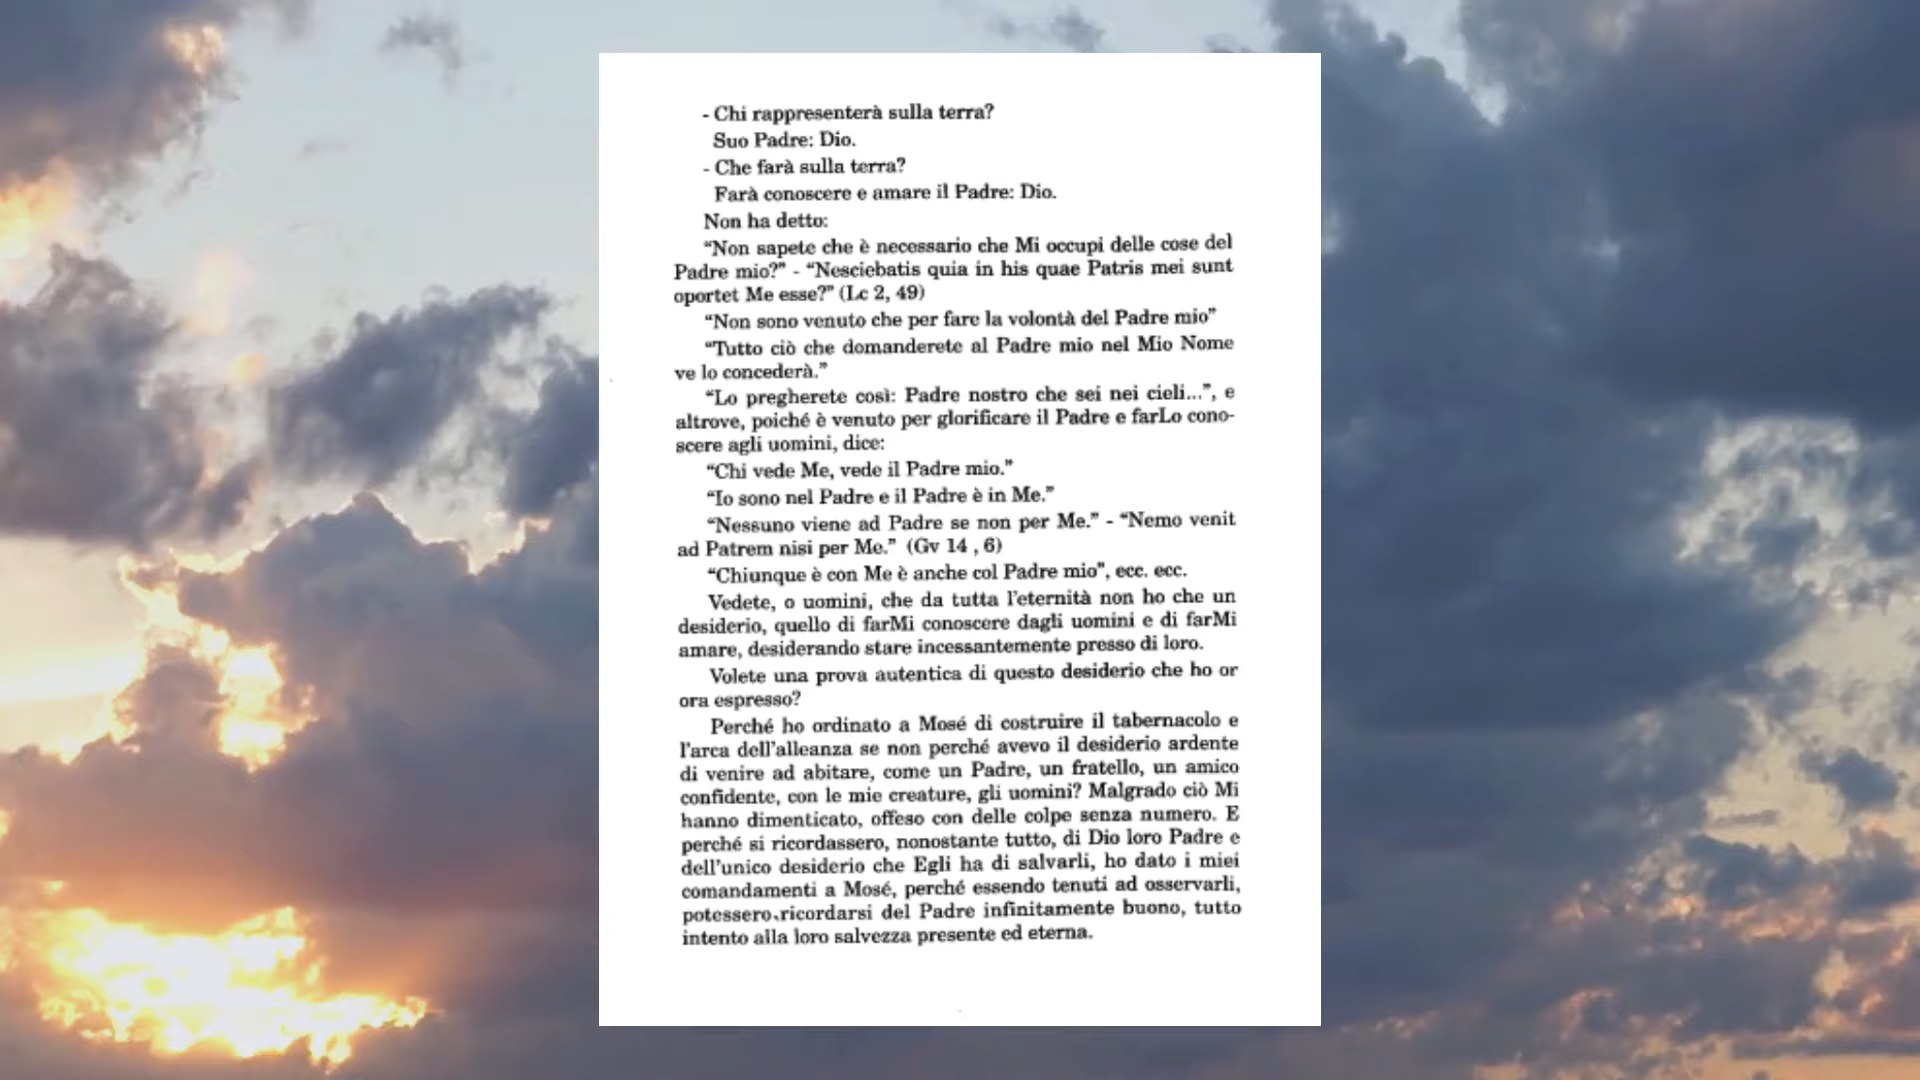 - Chi rappresenterà sulla terra?
Suo Padre: Dio.
- Che farà sulla terra?
Farà conoscere e amare il Padre: Dio.
Non ha detto:
“Non sapete che è necessario che Mi occupi delle cose del
Padre mio?” - “Nesciebatis quia in his quae Patris mei sunt
oportet Me esse?” (Lc 2, 49)
“Non sono venuto che per fare la volontà del Padre mio”
“Tutto ciò che domanderete al Padre mio nel Mio Nome
ve lo concederà.”
“Lo pregherete così: Padre nostro che sei nei cieli...”, e
altrove, poiché è venuto per glorificare il Padre e farLo cono-
scere agli uomini, dice:
“Chi vede Me, vede il Padre mio.”
“Io sono nel Padre e il Padre è in Me.”
“Nessuno viene ad Padre se non per Me.” - “Nemo venit
ad Patrem nisi per Me.” (Gv 14 , 6)
“Chiunque è con Me è anche col Padre mio”, ecc. ecc.
Vedete, o uomini, che da tutta l’eternità non ho che un
desiderio, quello di farMi conoscere dagli uomini e di farMi
amare, desiderando stare incessantemente presso di loro.
Volete una prova autentica di questo desiderio che ho or
ora espresso?
Perché ho ordinato a Mosé di costruire il tabernacolo e
l’arca dell’alleanza se non perché avevo il desiderio ardente
di venire ad abitare, come un Padre, un fratello, un amico
confidente, con le mie creature, gli uomini? Malgrado ciò Mi
hanno dimenticato, offeso con delle colpe senza numero. E
perché si ricordassero, nonostante tutto, di Dio loro Padre e
dell’unico desiderio che Egli ha di salvarli, ho dato i miei
comandamenti a Mosé, perché essendo tenuti ad osservarli,
potessero ricordarsi del Padre infinitamente buono, tutto
intento alla loro salvezza presente ed eterna.